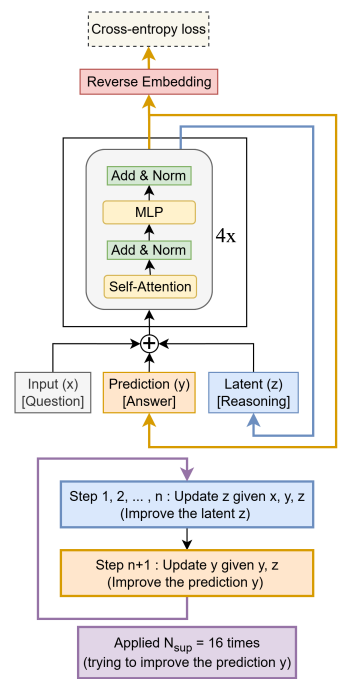 Cross-entropy loss
Reverse Embedding
Add & Norm
MLP
Add & Norm
Self-Attention
4x
+
Input (x)
[Question]
Prediction (y)
[Answer]
Latent (z)
[Reasoning]
Step 1, 2, ... , n : Update z given x, y, z
(Improve the latent z)
Step n+1 : Update y given y, z
(Improve the prediction y)
Applied Nsup = 16 times
(trying to improve the prediction y)